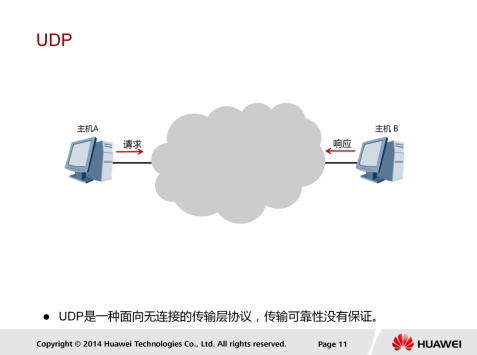 UDP
主机A
主机 B
请求
响应
● UDP是一种面向无连接的传输层协议，传输可靠性没有保证。
Copyright © 2014 Huawei Technologies Co., Ltd. All rights reserved.
Page 11
HUAWEI